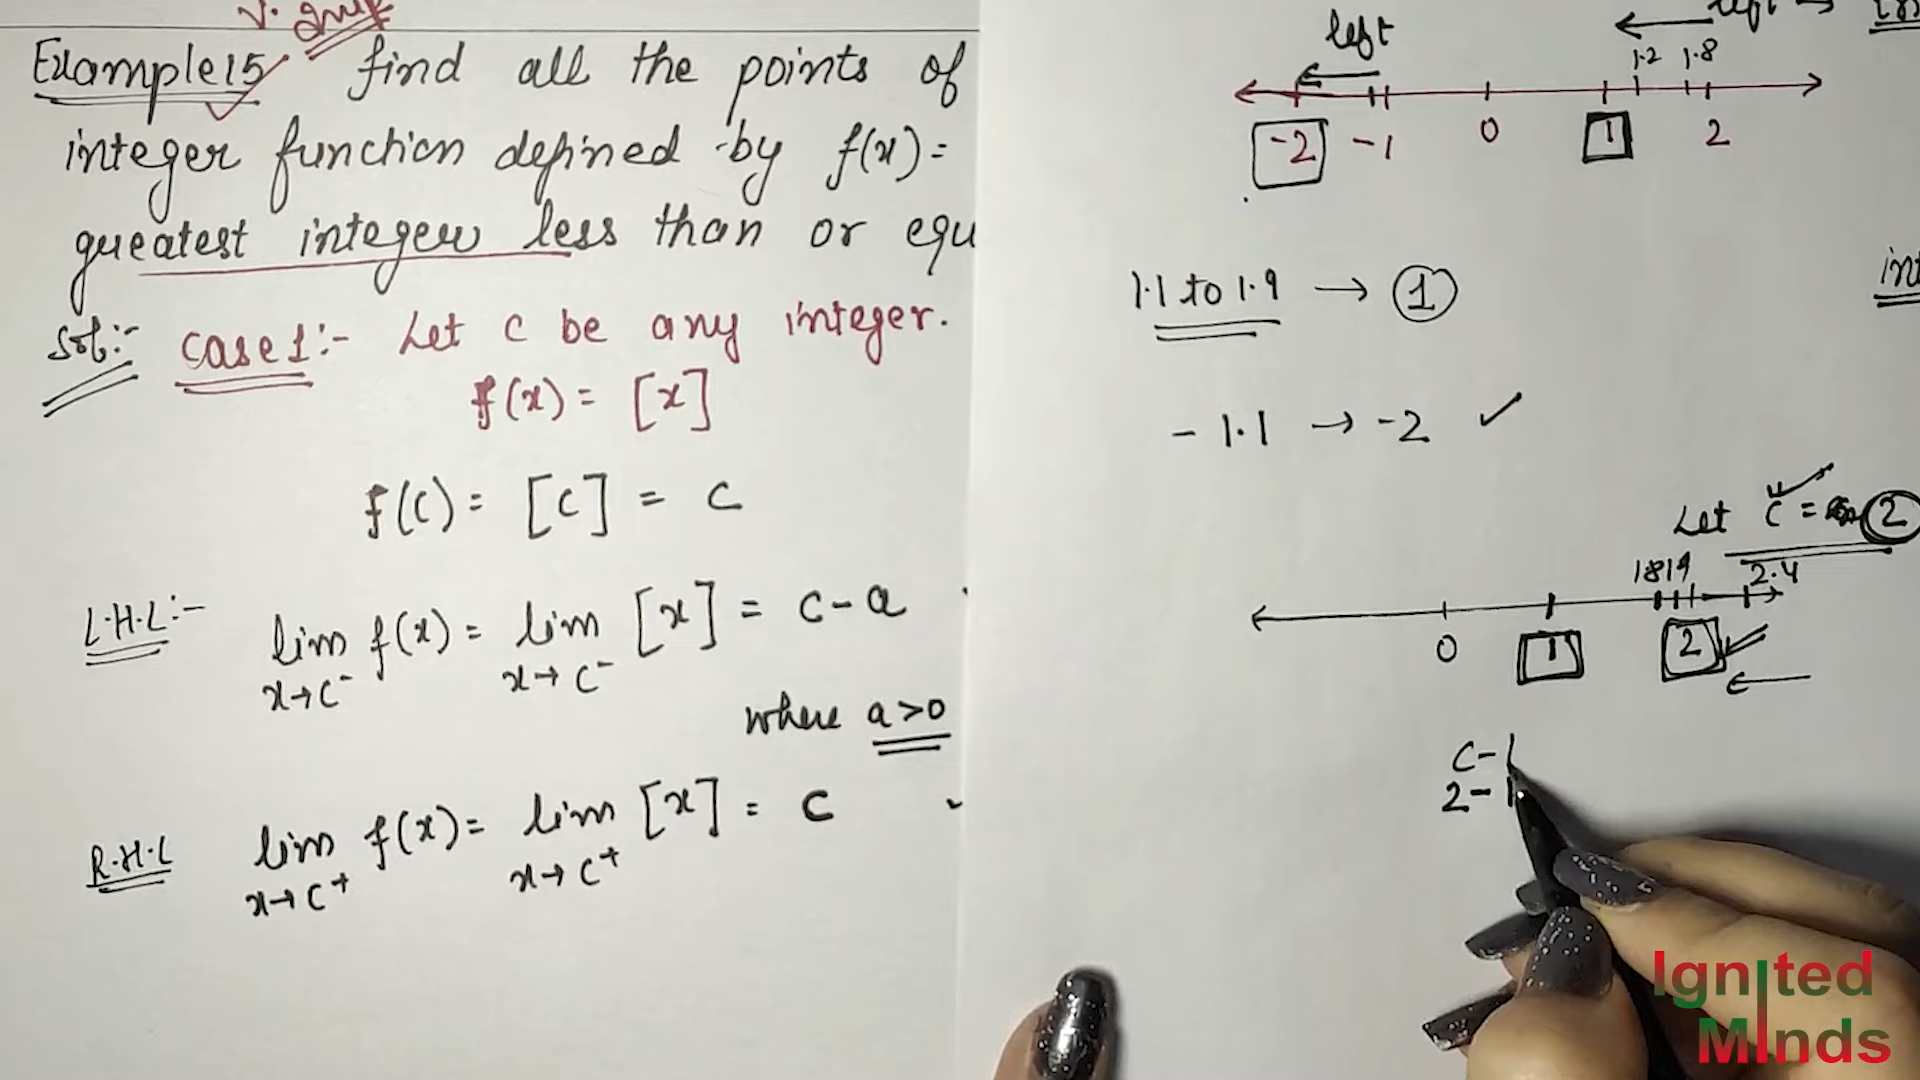 V. Imp
Example 15 find all the points of
integer function defined by f(x) =
greatest integer less than or equ
Sol:- Case 1:- Let c be any integer.
f(x) = [x]
f(c) = [c] = c
L.H.L:- lim x→c⁻ f(x) = lim x→c⁻ [x] = c-a
where a>0
R.H.L lim x→c⁺ f(x) = lim x→c⁺ [x] = c
left →
left
1.2 1.8
-2 -1 0 1 2
int
1.1 to 1.9 → 1
-1.1 → -2 ✓
Let c = 2
1.8 1.9 2.4
0 1 2
c-1
2-1
Ignited
Minds